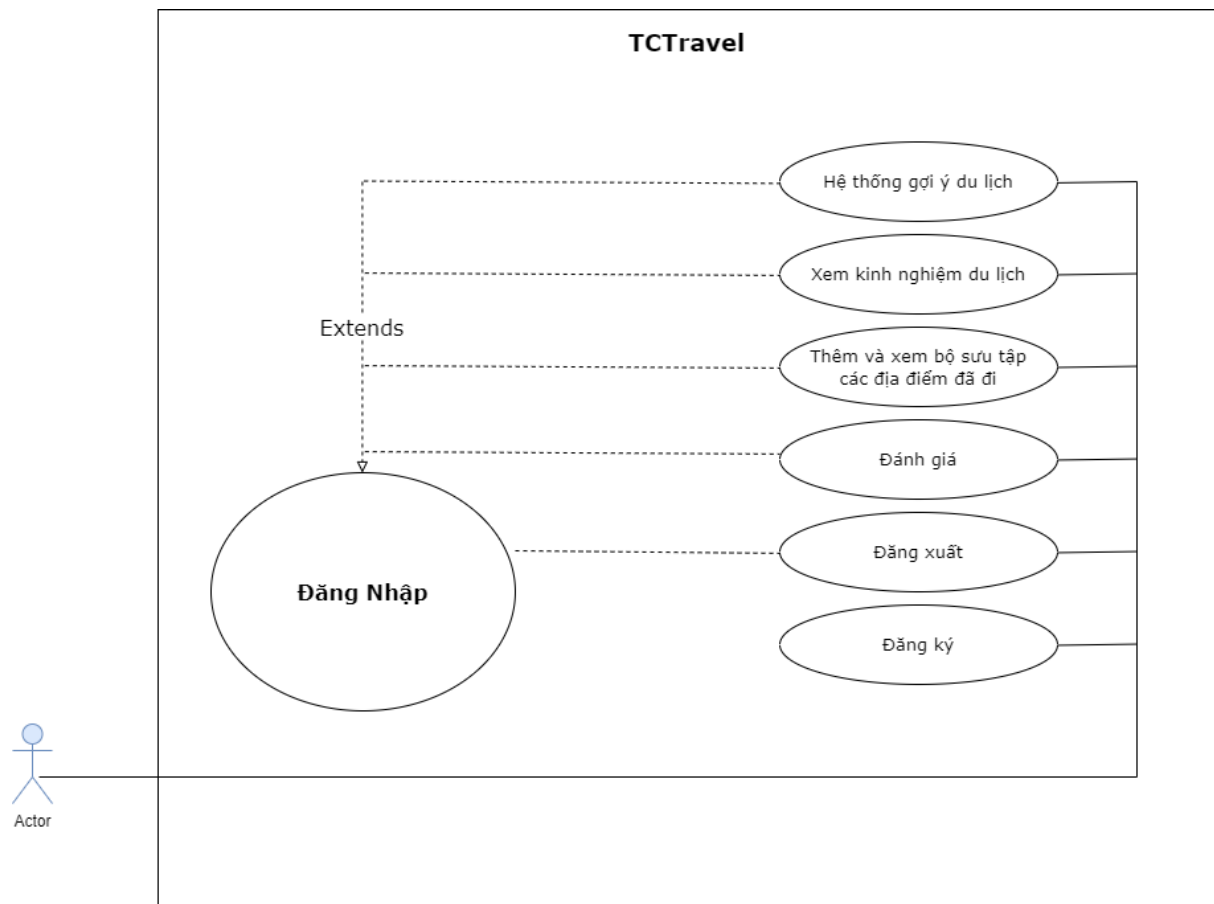 TCTravel
Hệ thống gợi ý du lịch
Xem kinh nghiệm du lịch
Extends
Thêm và xem bộ sưu tập
các địa điểm đã đi
Đánh giá
Đăng xuất
Đăng Nhập
Đăng ký
Actor